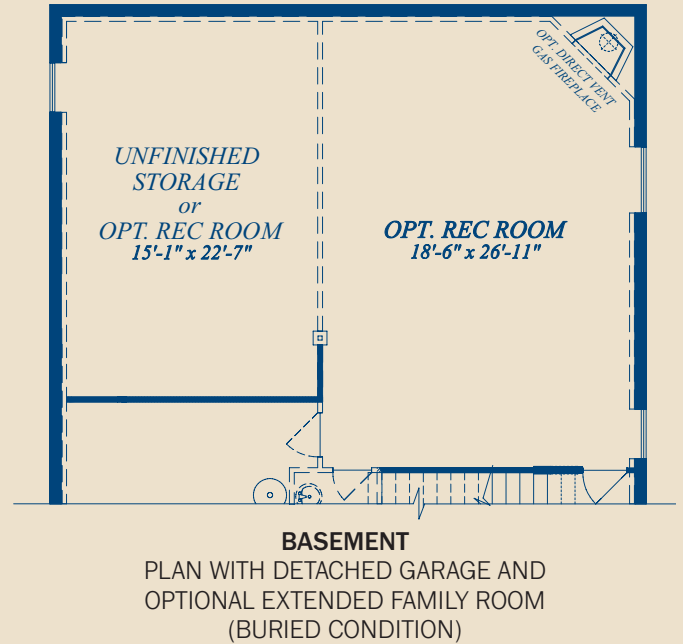 OPT. DIRECT VENT
GAS FIREPLACE
UNFINISHED
STORAGE
or
OPT. REC ROOM
15'-1" x 22'-7"
OPT. REC ROOM
18'-6" x 26'-11"
BASEMENT
PLAN WITH DETACHED GARAGE AND
OPTIONAL EXTENDED FAMILY ROOM
(BURIED CONDITION)